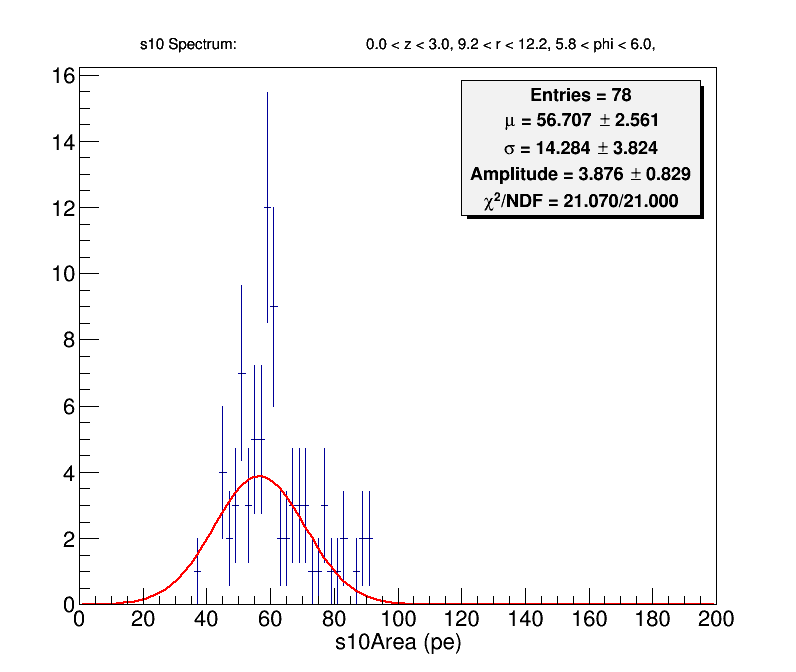 s10 Spectrum: 0.0 < z < 3.0, 9.2 < r < 12.2, 5.8 < phi < 6.0,
Entries = 78
μ = 56.707 ± 2.561
σ = 14.284 ± 3.824
Amplitude = 3.876 ± 0.829
χ²/NDF = 21.070/21.000
16
14
12
10
8
6
4
2
0
0 20 40 60 80 100 120 140 160 180 200
s10Area (pe)